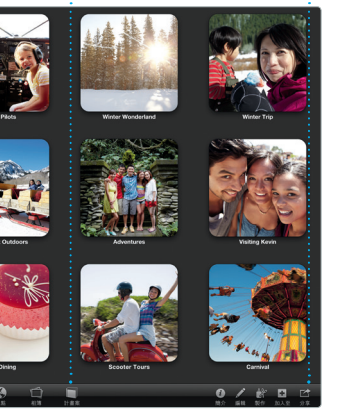 Pilots
Winter Wonderland
Winter Trip
Outdoors
Adventures
Visiting Kevin
Dining
Scooter Tours
Carnival
相簿
計畫案
簡介
編輯
製作
加入至
分享